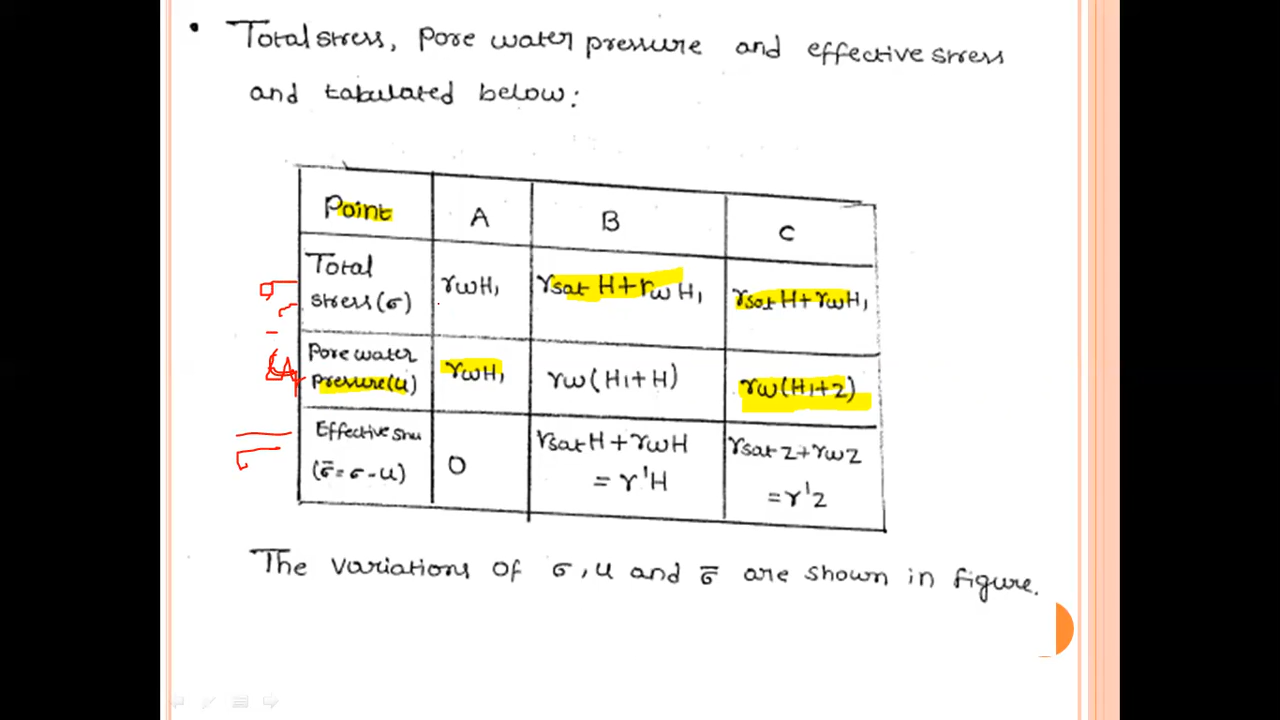 • Total stress, pore water pressure and effective stress
and tabulated below:
Point A B C
Total stress (σ) γwH₁ γsat H+γwH₁ γsat H+γwH₁
Pore water pressure(u) γwH₁ γw(H₁+H) γw(H₁+z)
Effective stress (σ̄=σ-u) 0 γsat H+γwH =γ'H γsat z+γwz =γ'z
The variations of σ, u and σ̄ are shown in figure.